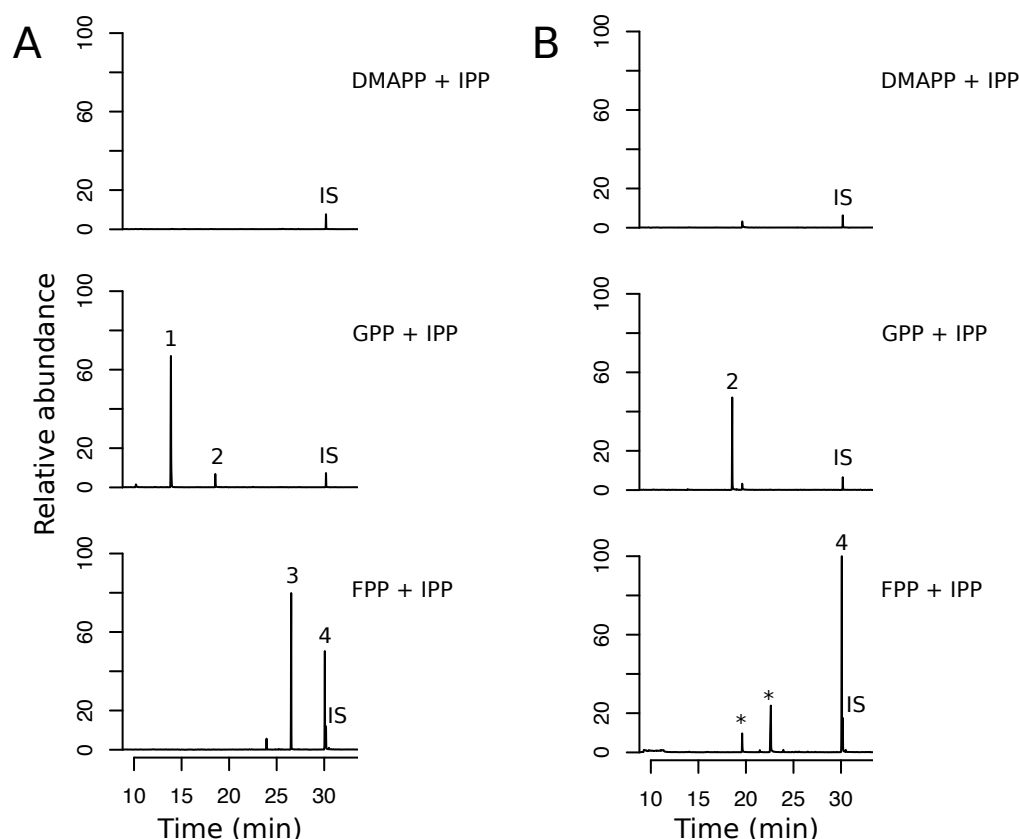 A
100
60
20
0
DMAPP + IPP
IS
B
100
60
20
0
DMAPP + IPP
IS
Relative abundance
100
60
20
0
GPP + IPP
1
2
IS
100
60
20
0
GPP + IPP
2
IS
100
60
20
0
FPP + IPP
3
4
IS
10 15 20 25 30
Time (min)
100
60
20
0
FPP + IPP
4
IS
*
*
10 15 20 25 30
Time (min)